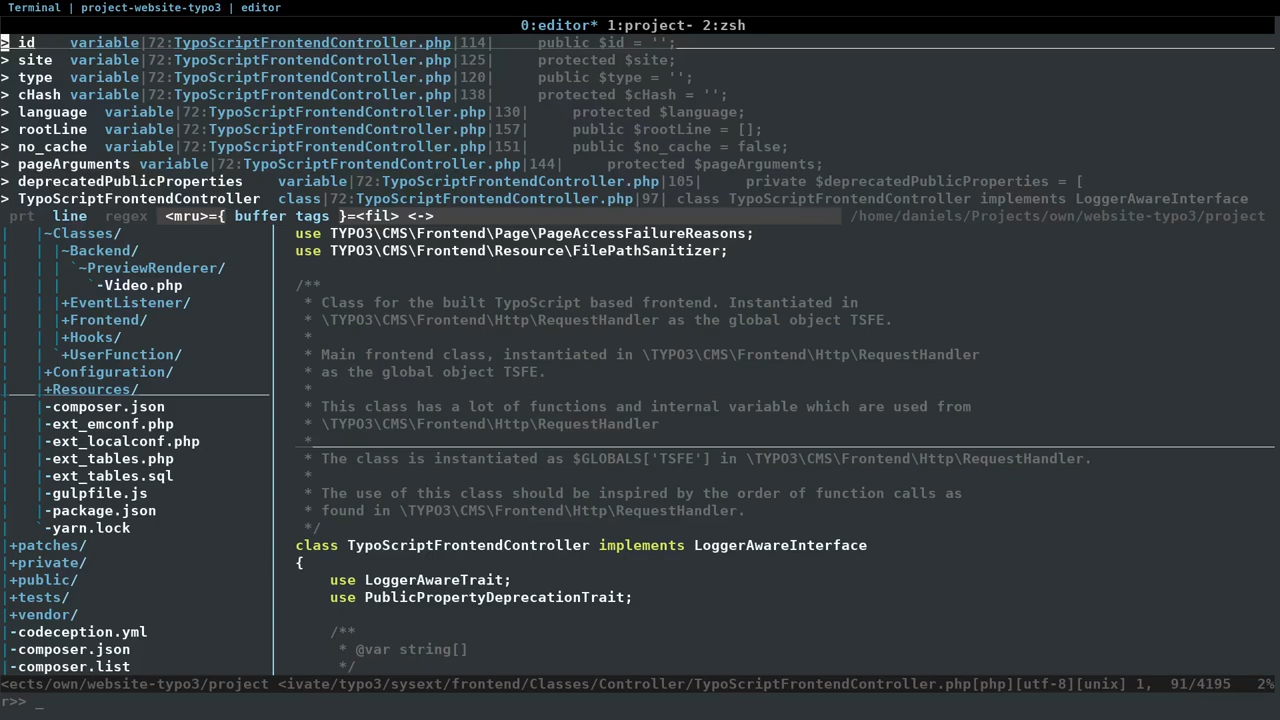 Terminal | project-website-typo3 | editor
0:editor* 1:project- 2:zsh
> id    variable|72:TypoScriptFrontendController.php|114|      public $id = '';
> site  variable|72:TypoScriptFrontendController.php|125|      protected $site;
> type  variable|72:TypoScriptFrontendController.php|120|      public $type = '';
> cHash variable|72:TypoScriptFrontendController.php|138|      protected $cHash = '';
> language  variable|72:TypoScriptFrontendController.php|130|      protected $language;
> rootLine  variable|72:TypoScriptFrontendController.php|157|      public $rootLine = [];
> no_cache  variable|72:TypoScriptFrontendController.php|151|      public $no_cache = false;
> pageArguments variable|72:TypoScriptFrontendController.php|144|      protected $pageArguments;
> deprecatedPublicProperties    variable|72:TypoScriptFrontendController.php|105|      private $deprecatedPublicProperties = [
> TypoScriptFrontendController  class|72:TypoScriptFrontendController.php|97| class TypoScriptFrontendController implements LoggerAwareInterface
prt  line  regex  <mru>={ buffer tags }=<fil> <-> /home/daniels/Projects/own/website-typo3/project
|   |~Classes/
|   | |~Backend/
|   | | `~PreviewRenderer/
|   | |   `-Video.php
|   | |+EventListener/
|   | |+Frontend/
|   | |+Hooks/
|   | `+UserFunction/
|   |+Configuration/
|   |+Resources/
|   |-composer.json
|   |-ext_emconf.php
|   |-ext_localconf.php
|   |-ext_tables.php
|   |-ext_tables.sql
|   |-gulpfile.js
|   |-package.json
|   `-yarn.lock
|+patches/
|+private/
|+public/
|+tests/
|+vendor/
|-codeception.yml
|-composer.json
|-composer.list
use TYPO3\CMS\Frontend\Page\PageAccessFailureReasons;
use TYPO3\CMS\Frontend\Resource\FilePathSanitizer;
/**
 * Class for the built TypoScript based frontend. Instantiated in
 * \TYPO3\CMS\Frontend\Http\RequestHandler as the global object TSFE.
 *
 * Main frontend class, instantiated in \TYPO3\CMS\Frontend\Http\RequestHandler
 * as the global object TSFE.
 *
 * This class has a lot of functions and internal variable which are used from
 * \TYPO3\CMS\Frontend\Http\RequestHandler
 *
 * The class is instantiated as $GLOBALS['TSFE'] in \TYPO3\CMS\Frontend\Http\RequestHandler.
 *
 * The use of this class should be inspired by the order of function calls as
 * found in \TYPO3\CMS\Frontend\Http\RequestHandler.
 */
class TypoScriptFrontendController implements LoggerAwareInterface
{
    use LoggerAwareTrait;
    use PublicPropertyDeprecationTrait;
    /**
     * @var string[]
     */
<ects/own/website-typo3/project <ivate/typo3/sysext/frontend/Classes/Controller/TypoScriptFrontendController.php[php][utf-8][unix] 1,  91/4195   2%
r>> _